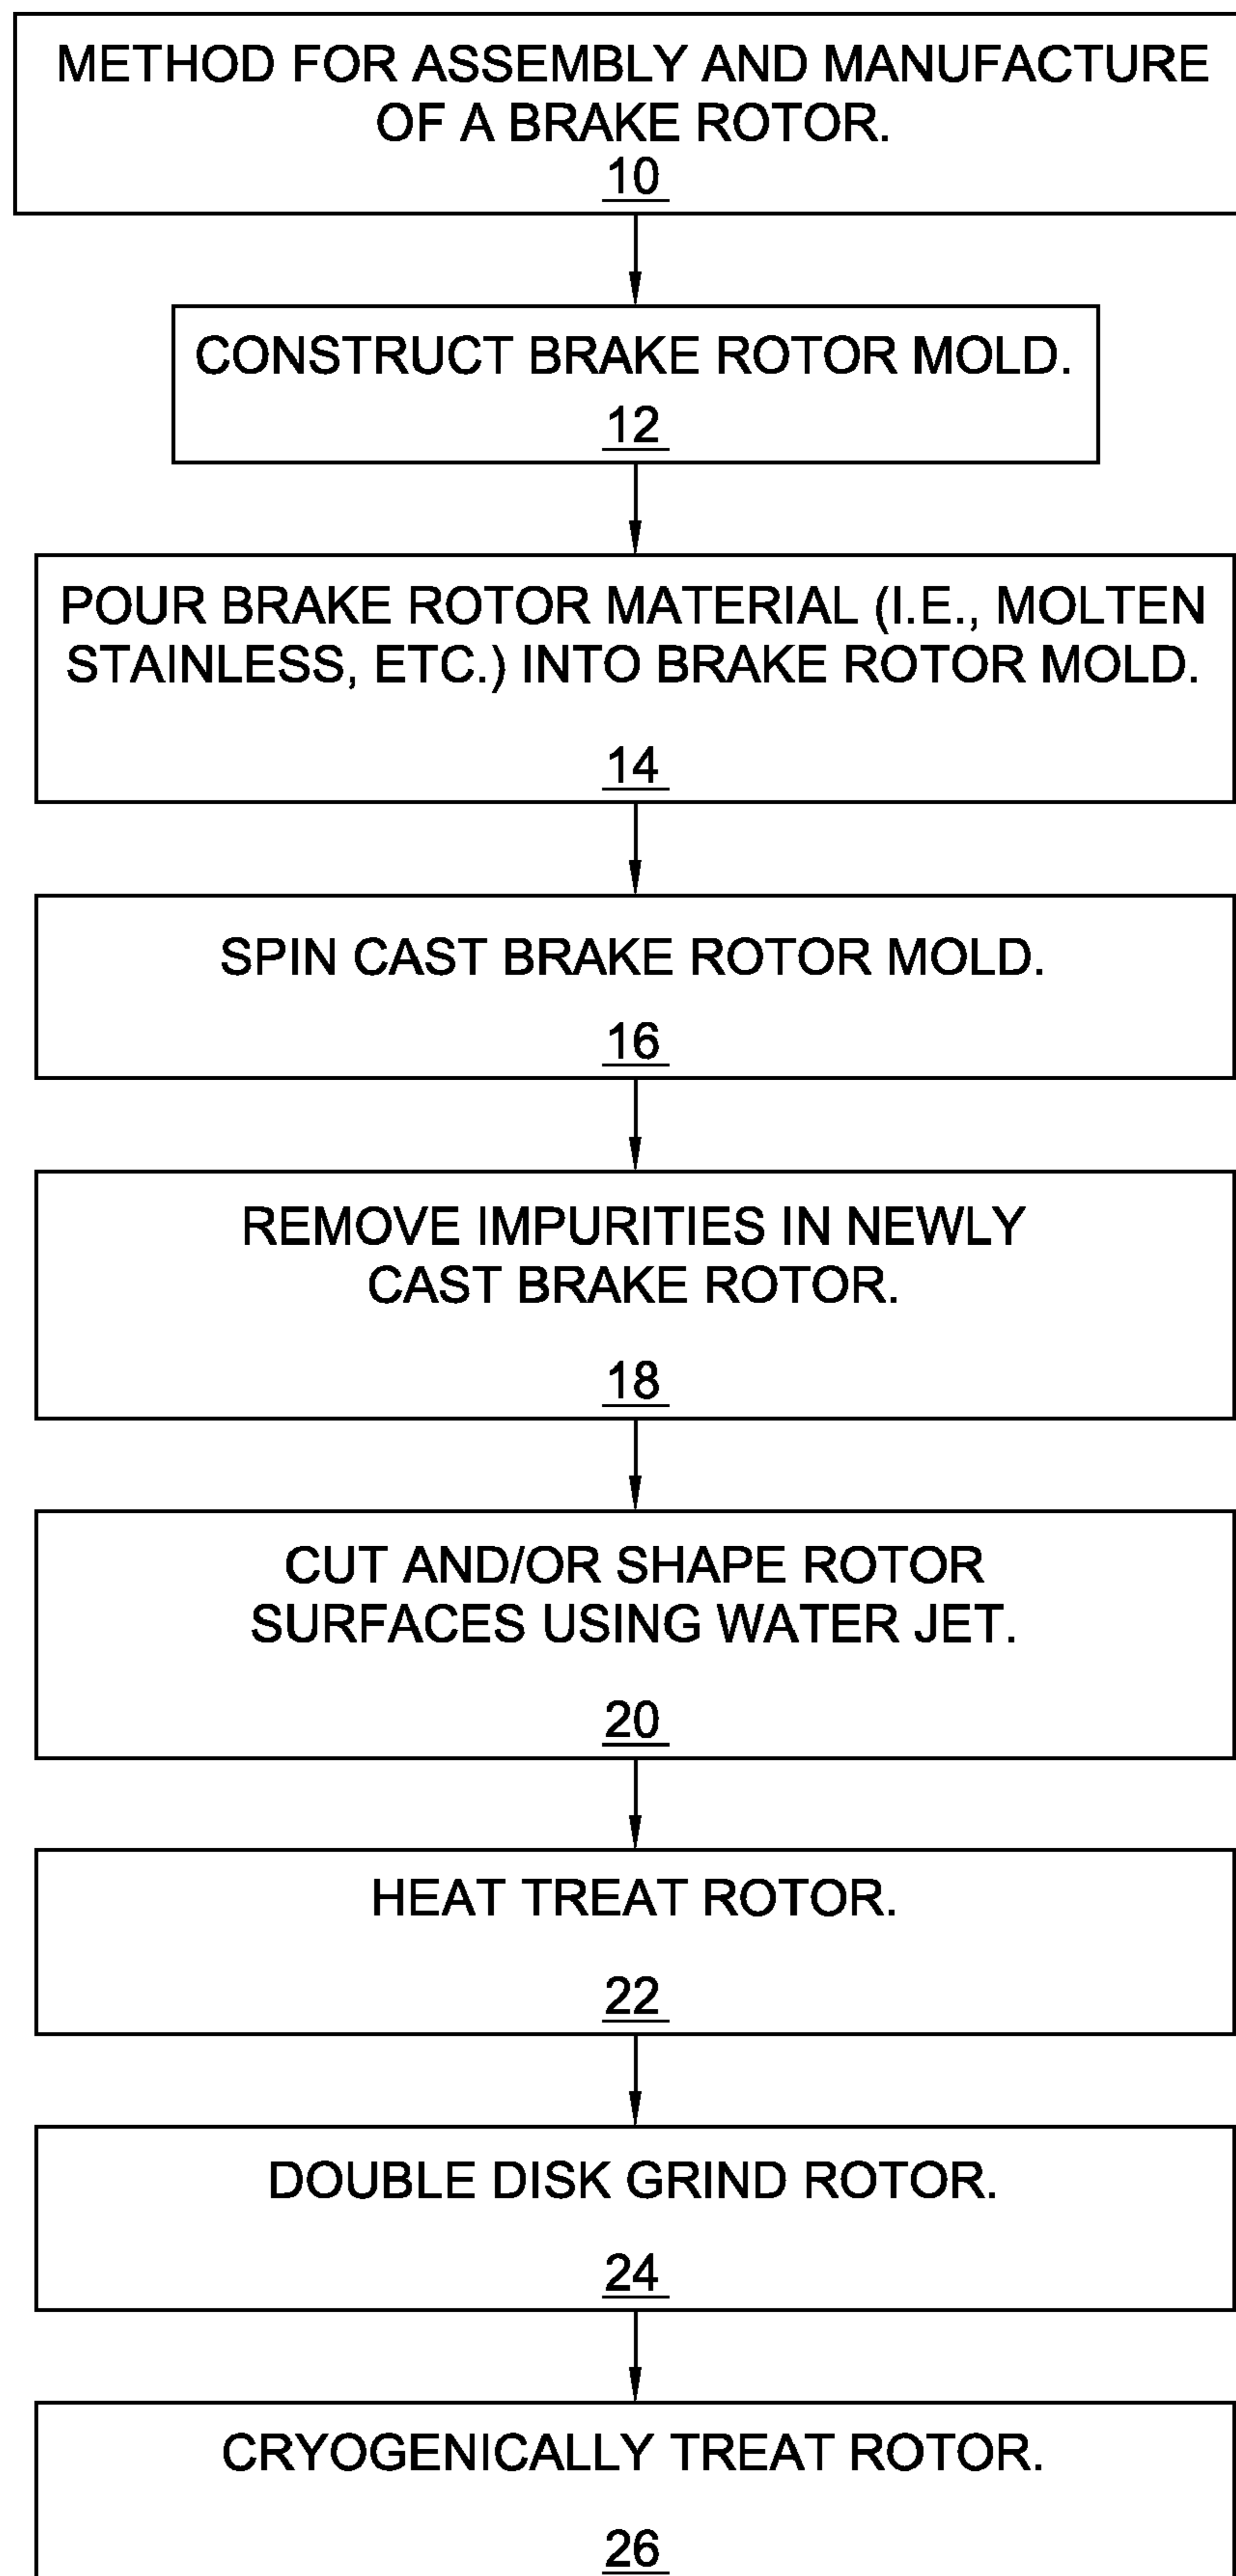 METHOD FOR ASSEMBLY AND MANUFACTURE
OF A BRAKE ROTOR.
10
CONSTRUCT BRAKE ROTOR MOLD.
12
POUR BRAKE ROTOR MATERIAL (I.E., MOLTEN
STAINLESS, ETC.) INTO BRAKE ROTOR MOLD.
14
SPIN CAST BRAKE ROTOR MOLD.
16
REMOVE IMPURITIES IN NEWLY
CAST BRAKE ROTOR.
18
CUT AND/OR SHAPE ROTOR
SURFACES USING WATER JET.
20
HEAT TREAT ROTOR.
22
DOUBLE DISK GRIND ROTOR.
24
CRYOGENICALLY TREAT ROTOR.
26